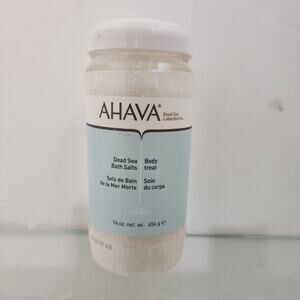 AHAVA®
Dead Sea
Laboratories
Dead Sea
Bath Salts
Body
treat
Sels de Bain
de la Mer Morte
Soin
du corps
16 oz. net. wt. 454 g e